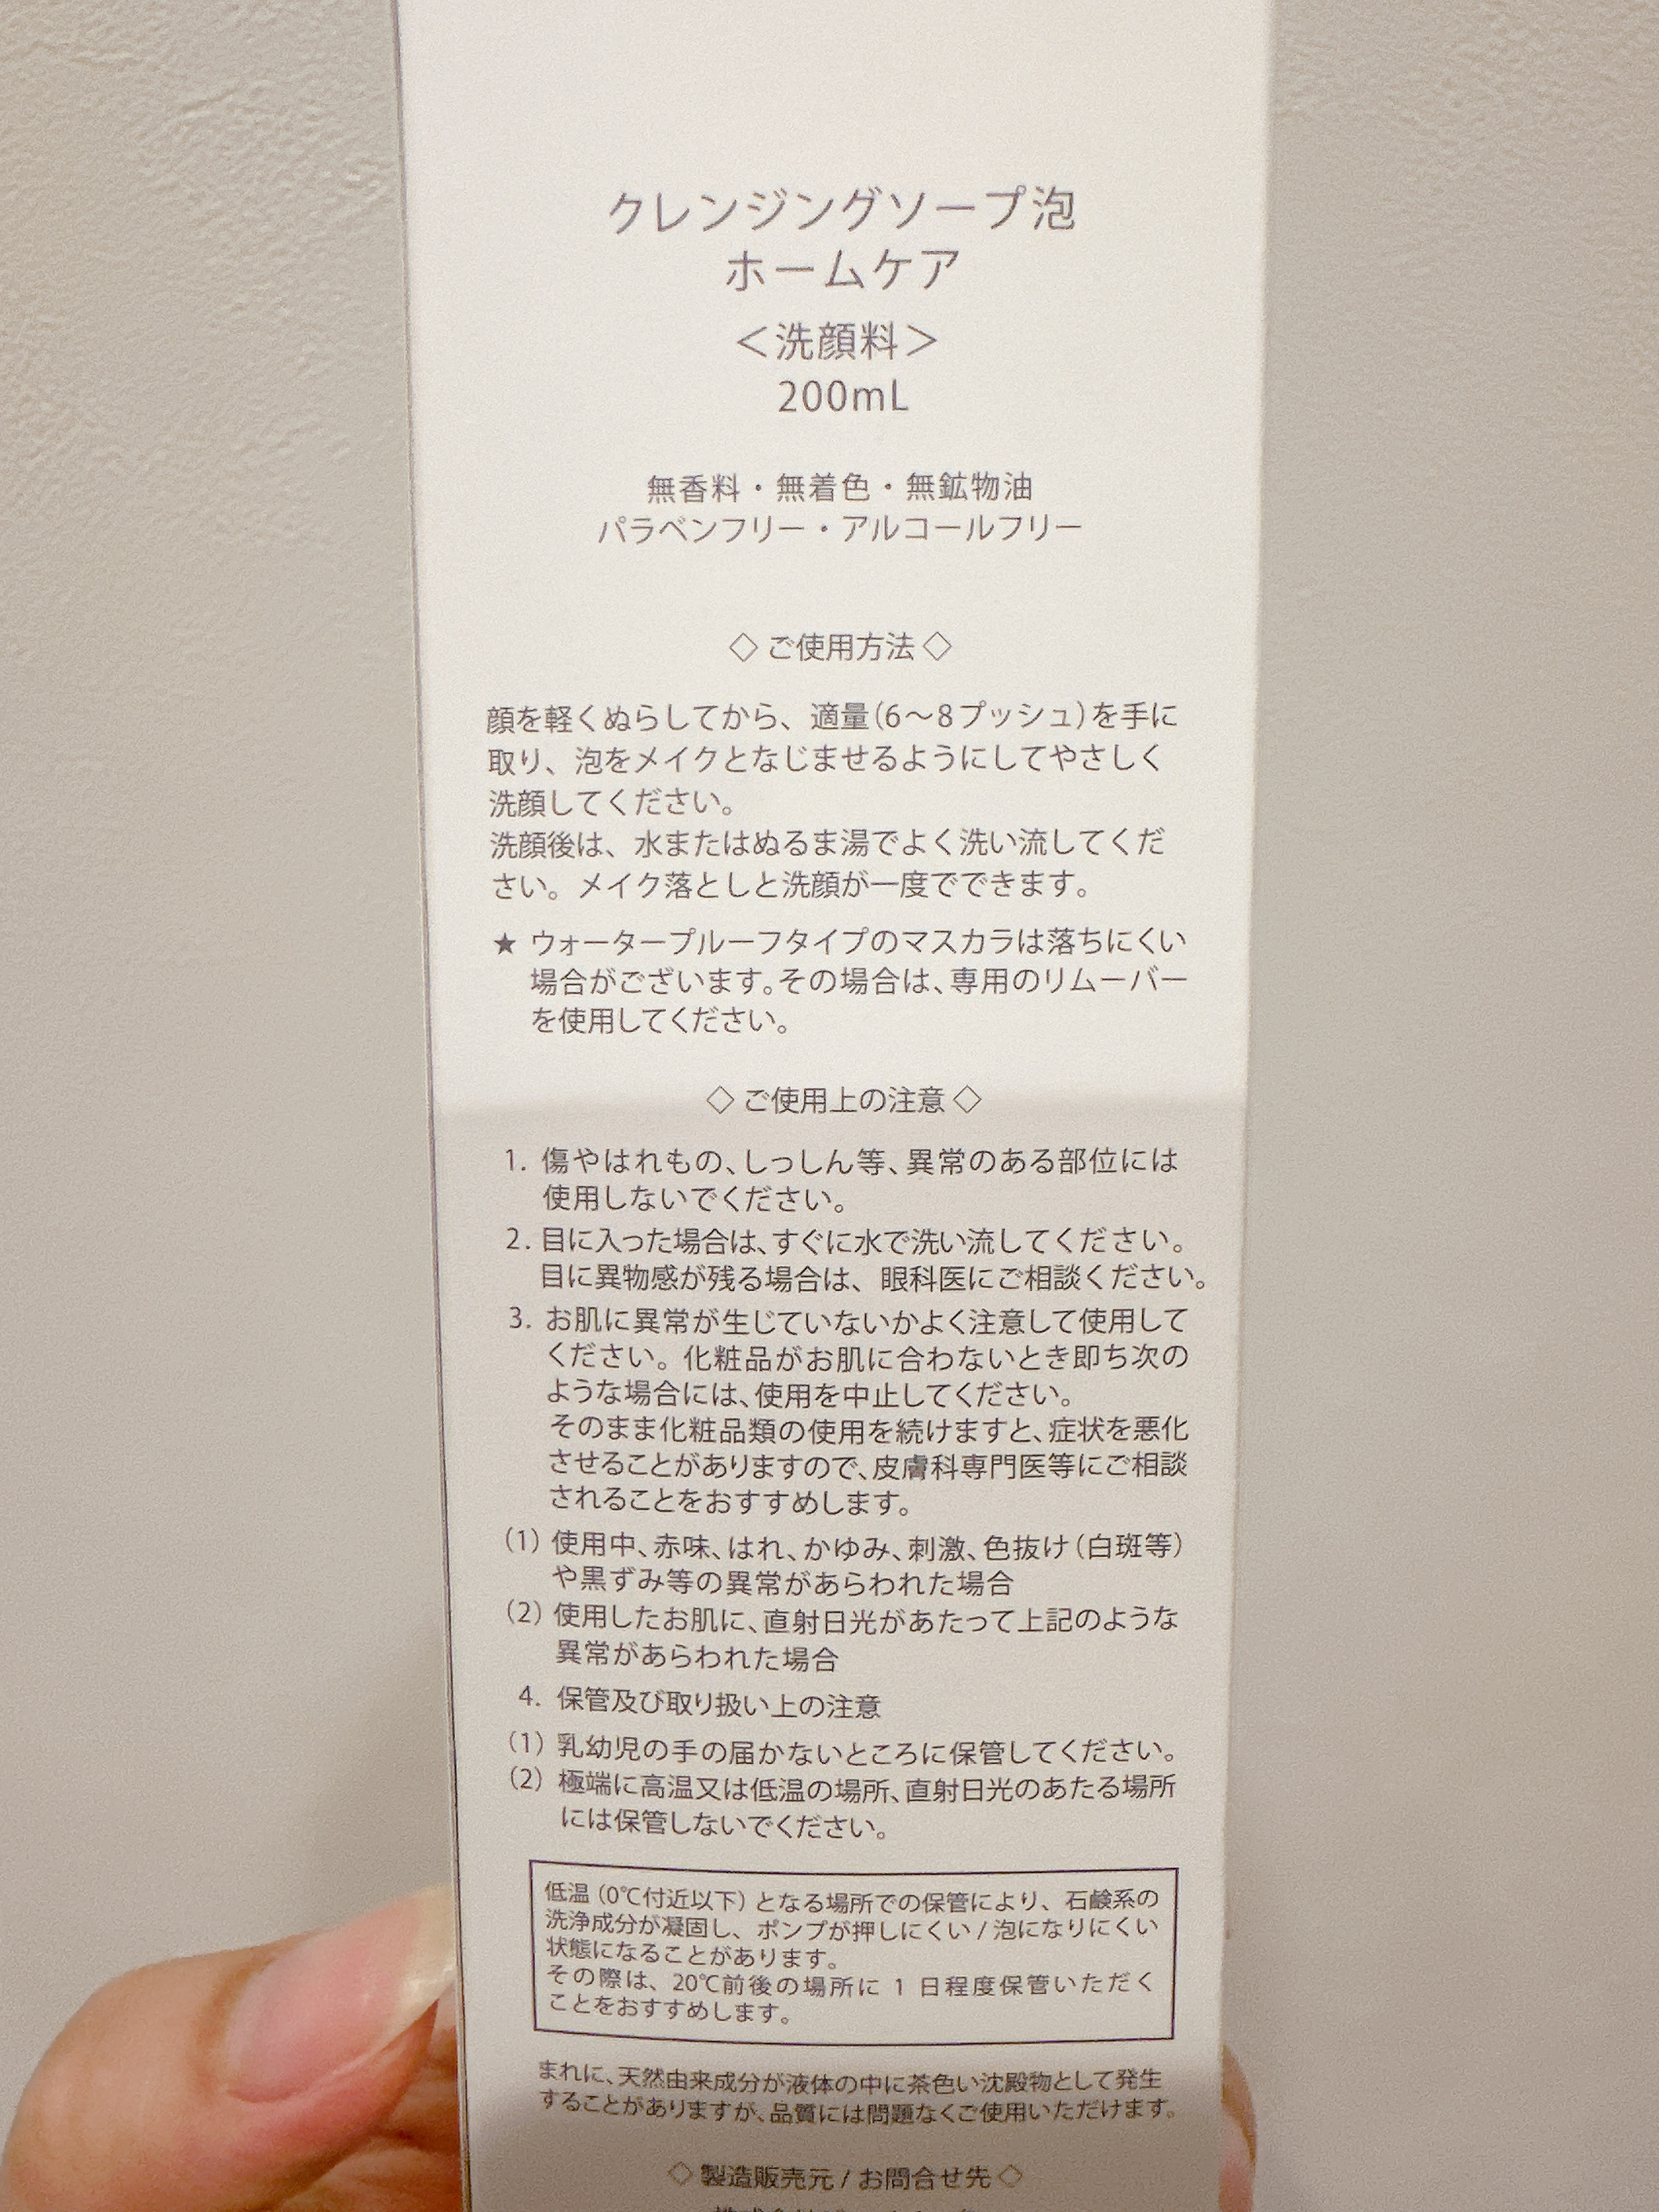 クレンジングソープ泡
ホームケア
＜洗顔料＞
200mL
無香料・無着色・無鉱物油
パラベンフリー・アルコールフリー
◇ ご使用方法 ◇
顔を軽くぬらしてから、適量（6～8プッシュ）を手に
取り、泡をメイクとなじませるようにしてやさしく
洗顔してください。
洗顔後は、水またはぬるま湯でよく洗い流してくだ
さい。メイク落としと洗顔が一度でできます。
★ ウォータープルーフタイプのマスカラは落ちにくい
場合がございます。その場合は、専用のリムーバー
を使用してください。
◇ ご使用上の注意 ◇
1. 傷やはれもの、しっしん等、異常のある部位には
使用しないでください。
2. 目に入った場合は、すぐに水で洗い流してください。
目に異物感が残る場合は、眼科医にご相談ください。
3. お肌に異常が生じていないかよく注意して使用して
ください。化粧品がお肌に合わないとき即ち次の
ような場合には、使用を中止してください。
そのまま化粧品類の使用を続けますと、症状を悪化
させることがありますので、皮膚科専門医等にご相談
されることをおすすめします。
（1）使用中、赤味、はれ、かゆみ、刺激、色抜け（白斑等）
や黒ずみ等の異常があらわれた場合
（2）使用したお肌に、直射日光があたって上記のような
異常があらわれた場合
4. 保管及び取り扱い上の注意
（1）乳幼児の手の届かないところに保管してください。
（2）極端に高温又は低温の場所、直射日光のあたる場所
には保管しないでください。
低温（0℃付近以下）となる場所での保管により、石鹸系の
洗浄成分が凝固し、ポンプが押しにくい / 泡になりにくい
状態になることがあります。
その際は、20℃前後の場所に 1 日程度保管いただく
ことをおすすめします。
まれに、天然由来成分が液体の中に茶色い沈殿物として発生
することがありますが、品質には問題なくご使用いただけます。
◇ 製造販売元 / お問合せ先 ◇